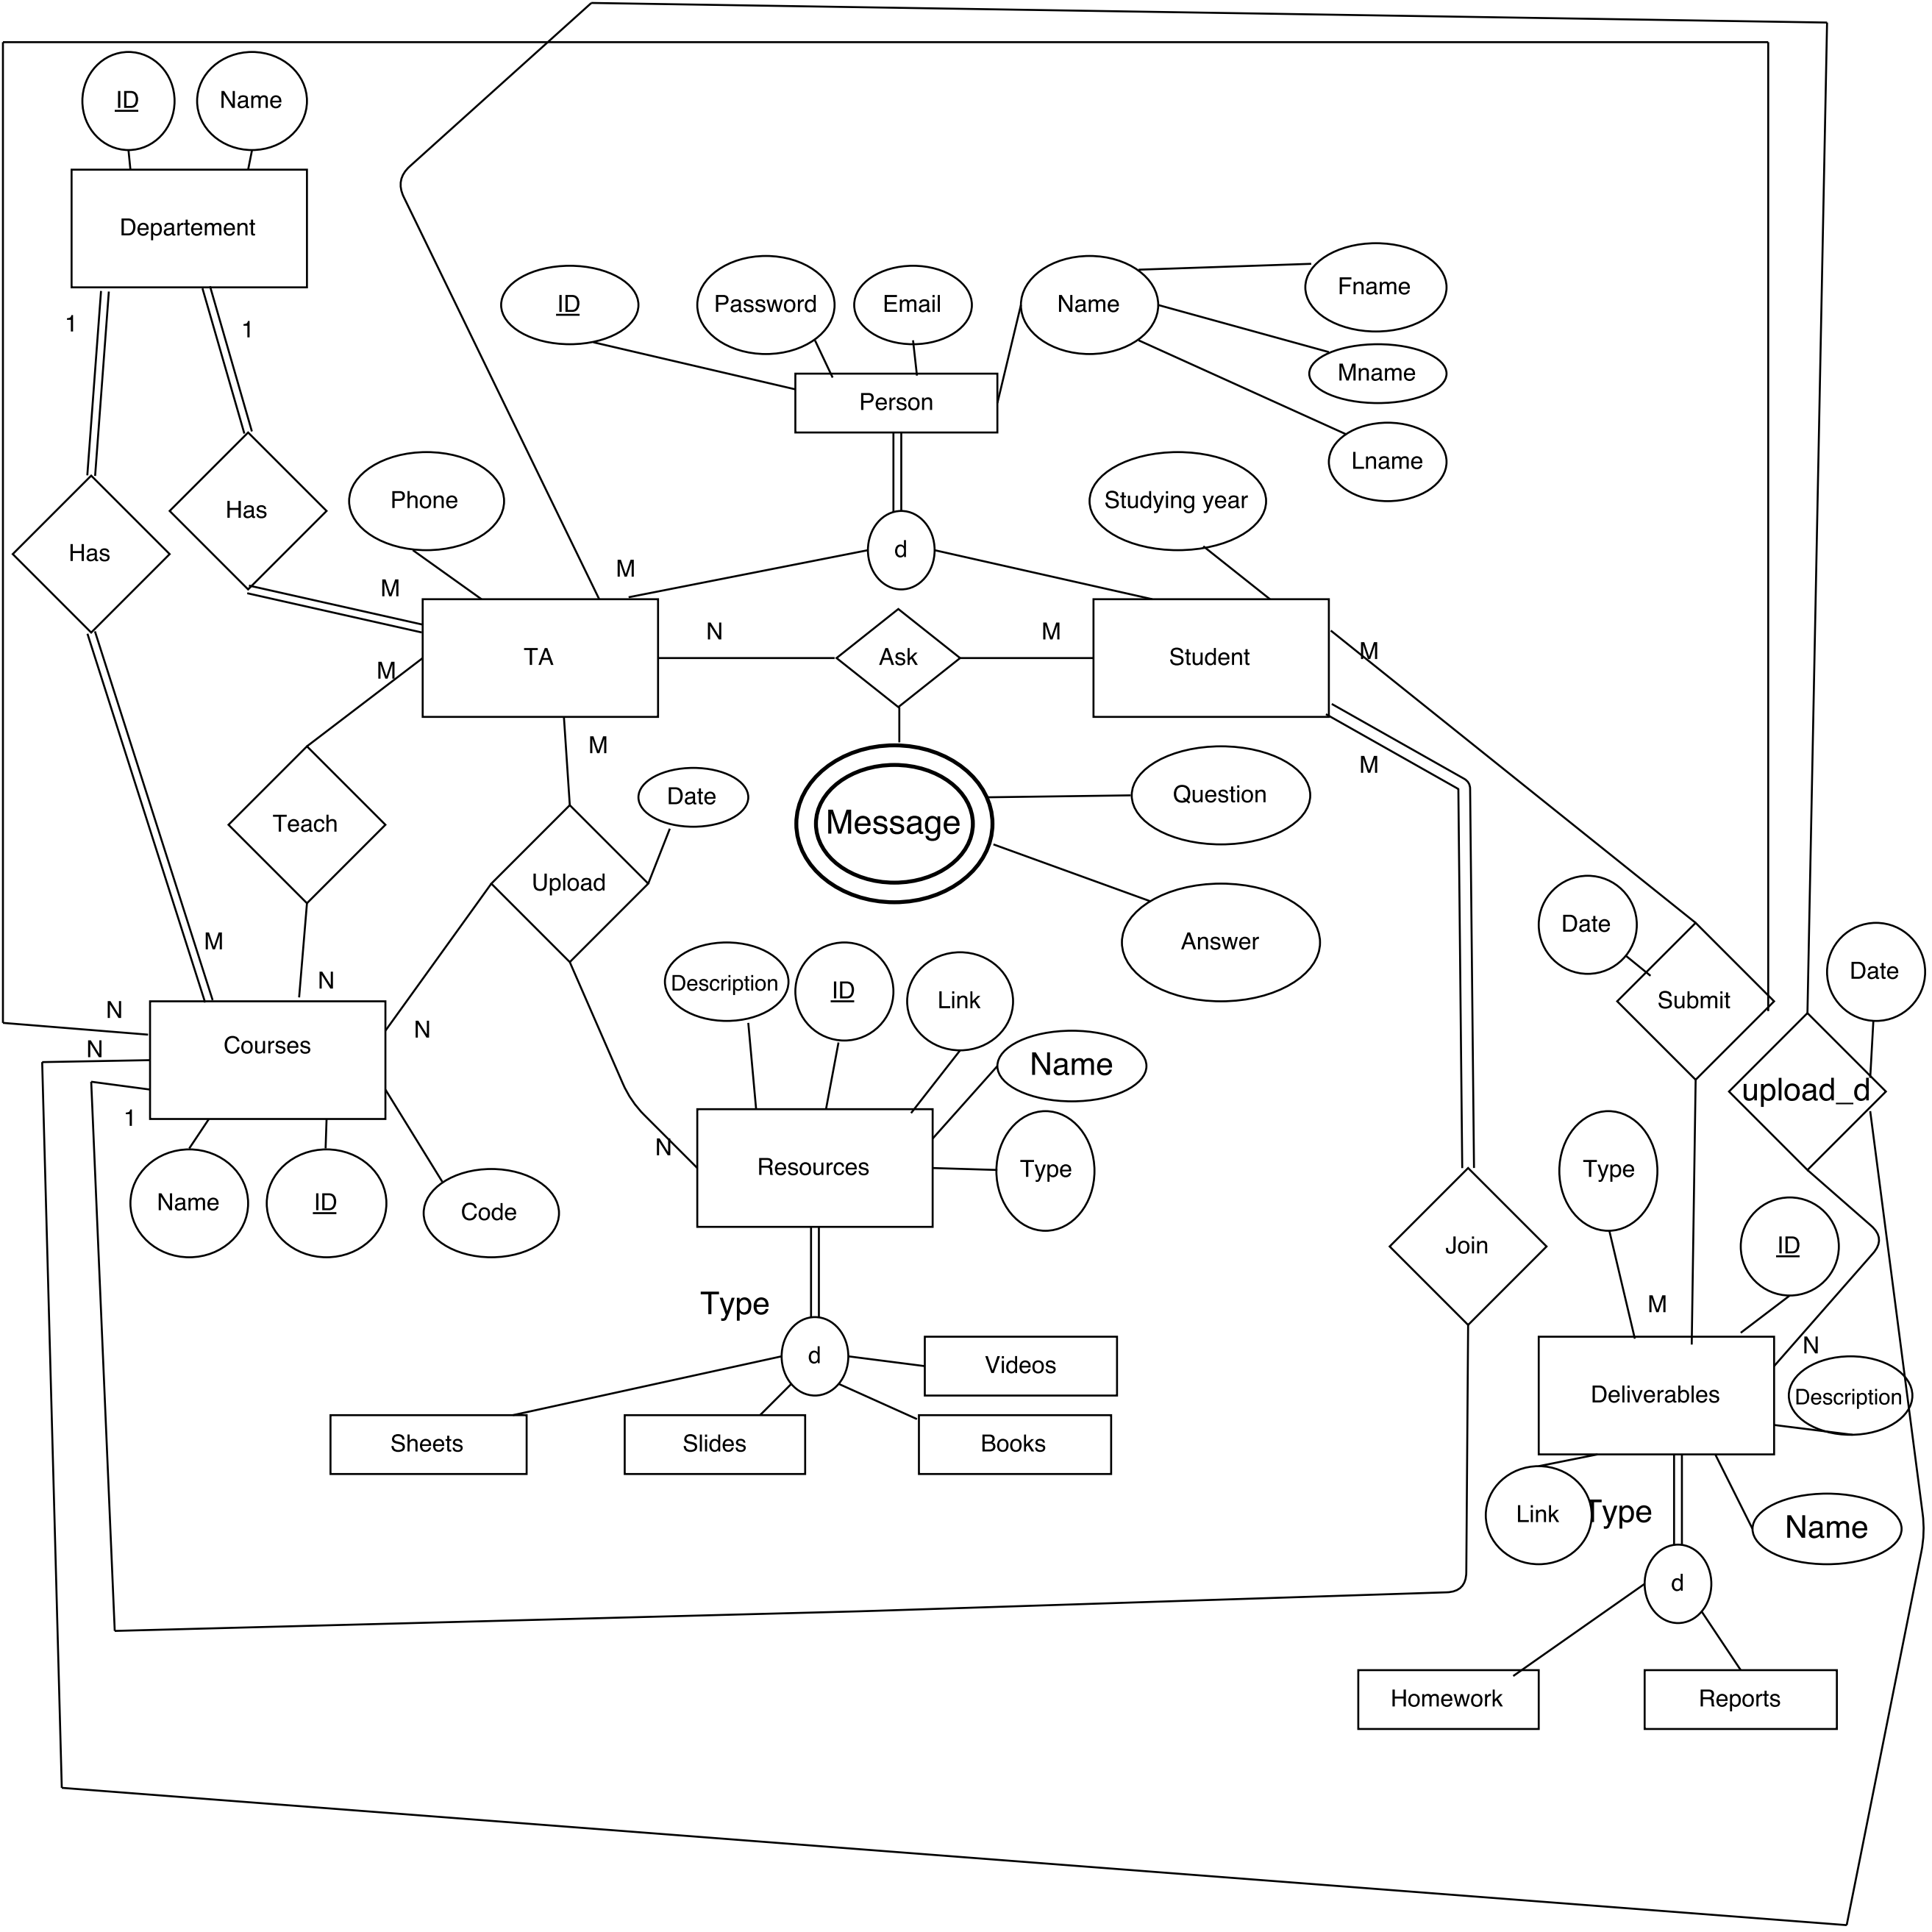 ID
Name
Departement
1
1
Has
Has
M
ID
Password
Email
Name
Fname
Mname
Lname
Person
Phone
d
Studying year
M
TA
N
Ask
M
Student
M
M
M
M
Teach
Upload
Date
Message
Question
Answer
M
N
N
N
N
1
Courses
Name
ID
Code
Description
ID
Link
Name
Type
N
Resources
Type
d
Videos
Sheets
Slides
Books
Join
Date
Submit
Date
upload_d
Type
ID
M
N
Deliverables
Description
Link
Type
Name
d
Homework
Reports